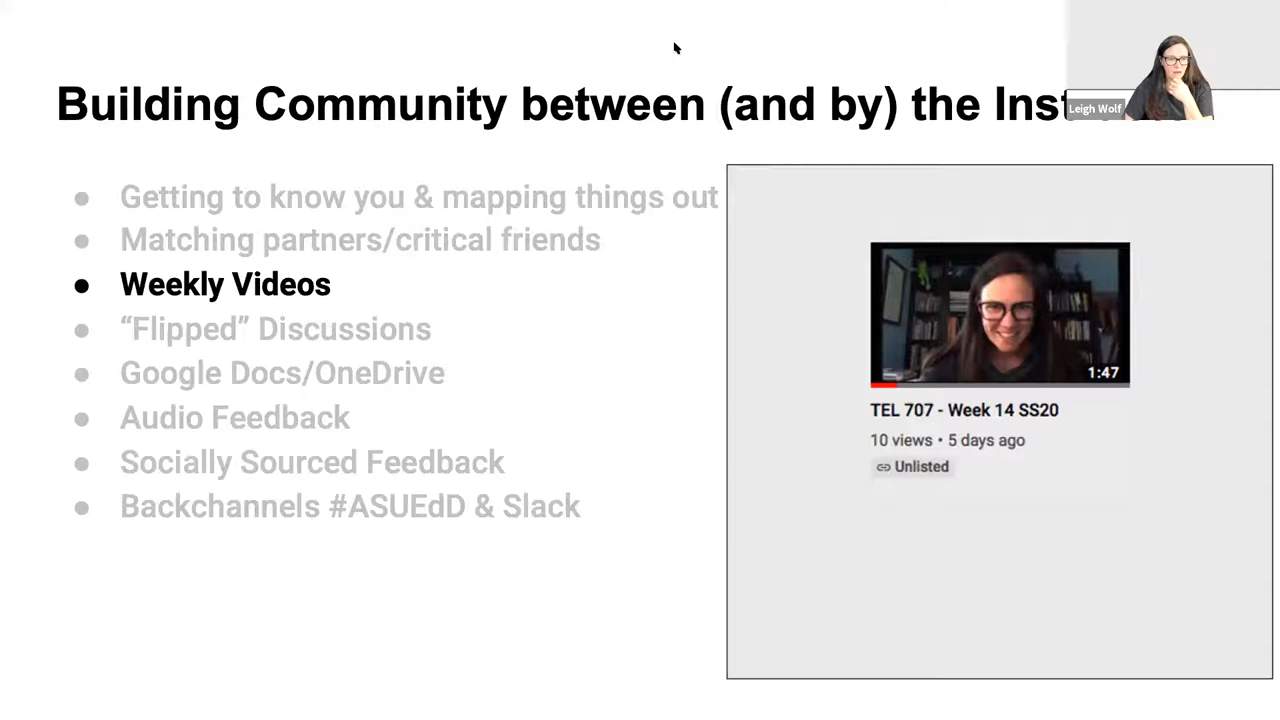 Building Community between (and by) the Inst
Leigh Wolf
● Getting to know you & mapping things out
● Matching partners/critical friends
● Weekly Videos
● “Flipped” Discussions
● Google Docs/OneDrive
● Audio Feedback
● Socially Sourced Feedback
● Backchannels #ASUEdD & Slack
1:47
TEL 707 - Week 14 SS20
10 views • 5 days ago
Unlisted